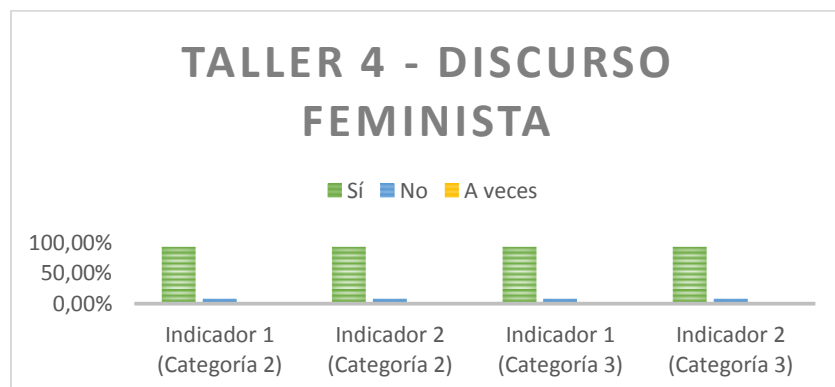 TALLER 4 - DISCURSO
FEMINISTA
Sí No A veces
100,00%
50,00%
0,00%
Indicador 1 Indicador 2 Indicador 1 Indicador 2
(Categoría 2) (Categoría 2) (Categoría 3) (Categoría 3)